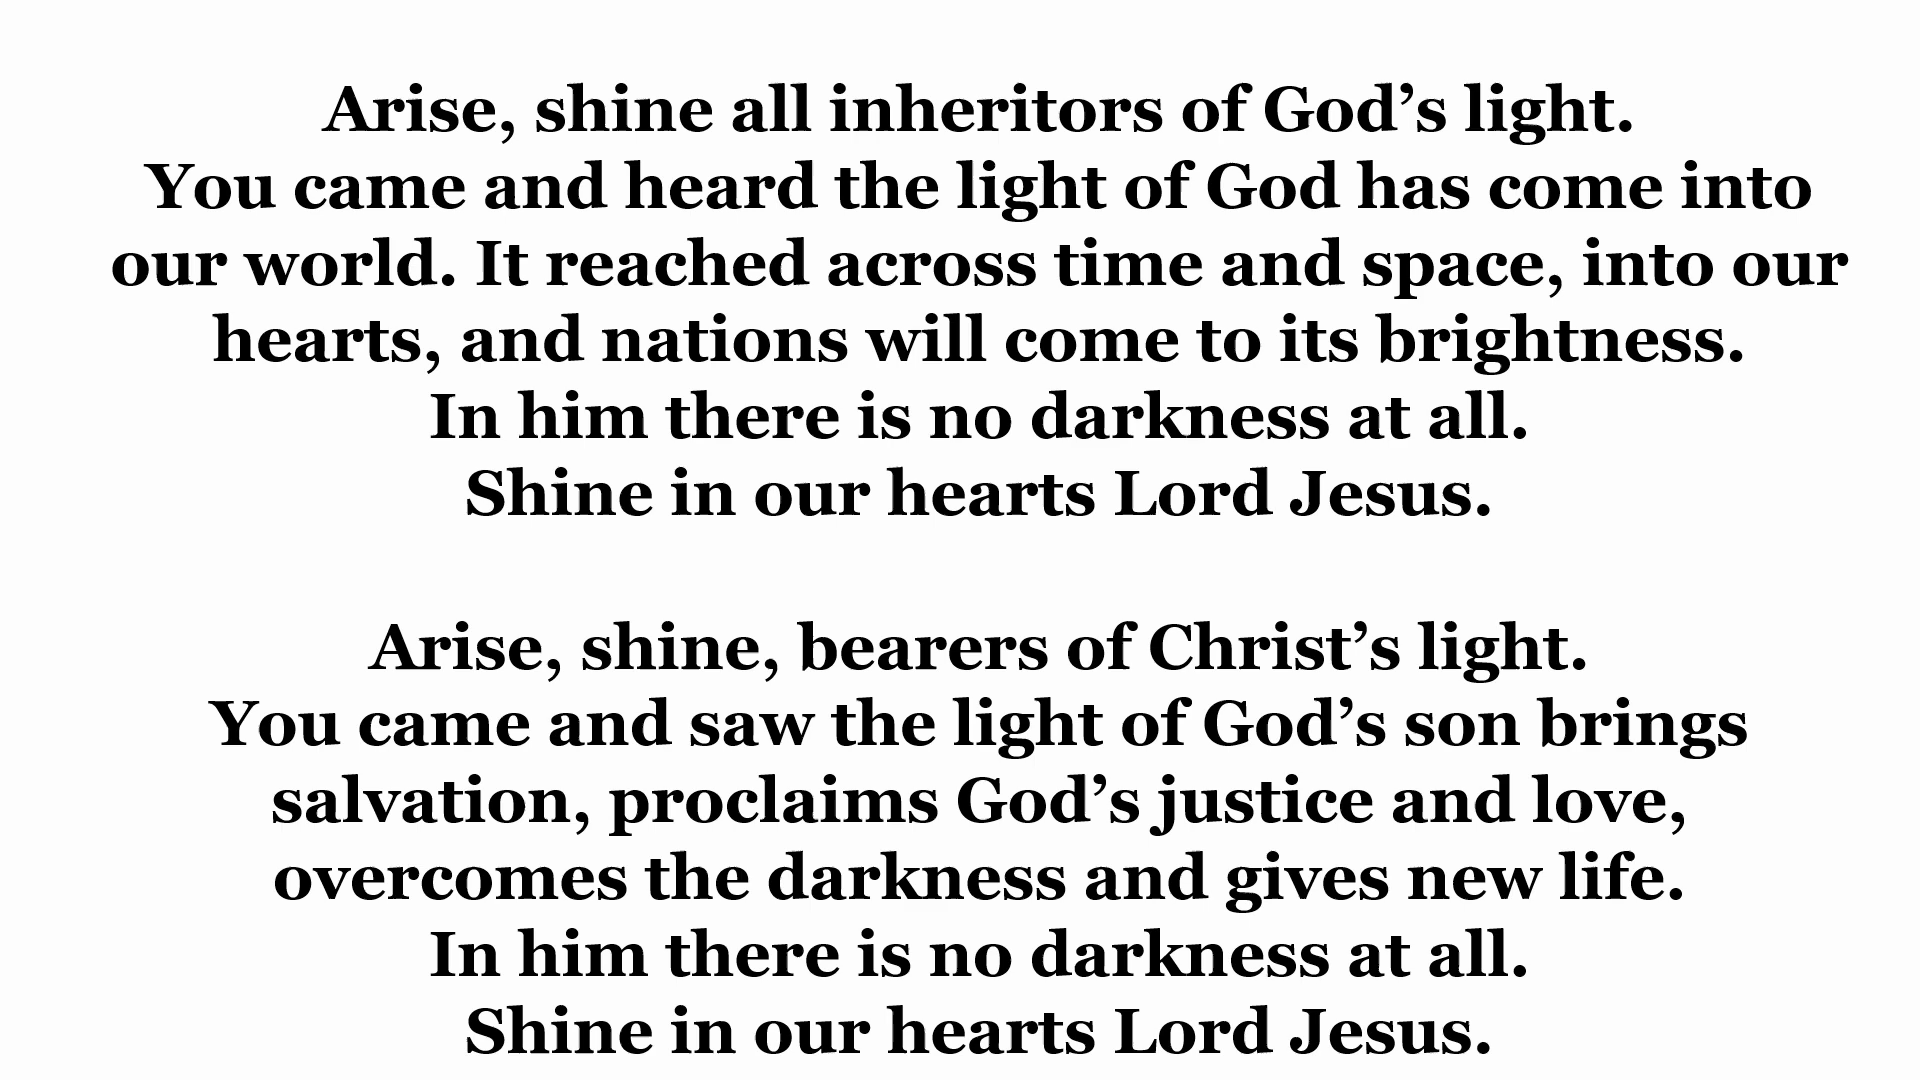 Arise, shine all inheritors of God’s light.
You came and heard the light of God has come into
our world. It reached across time and space, into our
hearts, and nations will come to its brightness.
In him there is no darkness at all.
Shine in our hearts Lord Jesus.
Arise, shine, bearers of Christ’s light.
You came and saw the light of God’s son brings
salvation, proclaims God’s justice and love,
overcomes the darkness and gives new life.
In him there is no darkness at all.
Shine in our hearts Lord Jesus.